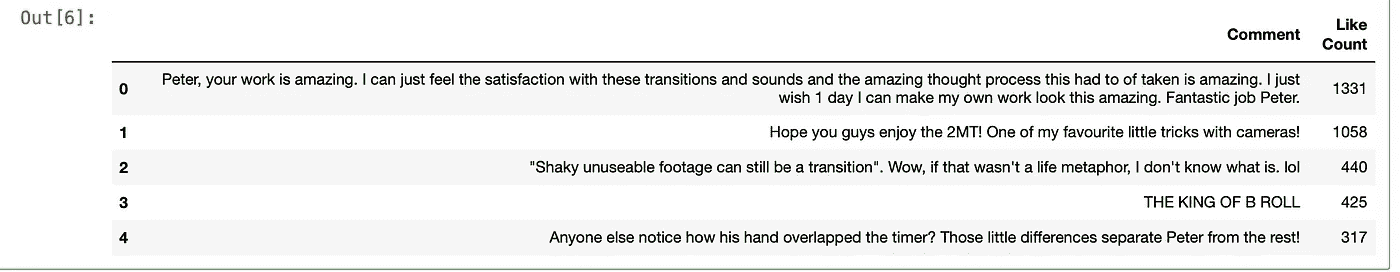 Out[6]:
Comment Like Count
0 Peter, your work is amazing. I can just feel the satisfaction with these transitions and sounds and the amazing thought process this had to of taken is amazing. I just
wish 1 day I can make my own work look this amazing. Fantastic job Peter. 1331
1 Hope you guys enjoy the 2MT! One of my favourite little tricks with cameras! 1058
2 "Shaky unuseable footage can still be a transition". Wow, if that wasn't a life metaphor, I don't know what is. lol 440
3 THE KING OF B ROLL 425
4 Anyone else notice how his hand overlapped the timer? Those little differences separate Peter from the rest! 317